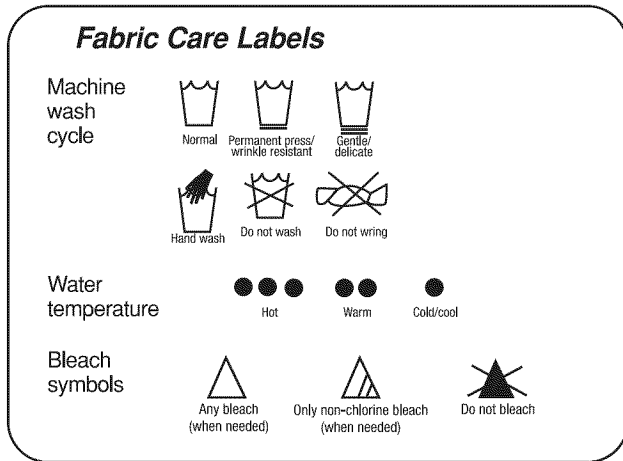 Fabric Care Labels
Machine
wash
cycle
Normal
Permanent press/
wrinkle resistant
Gentle/
delicate
Hand wash
Do not wash
Do not wring
Water
temperature
Hot
Warm
Cold/cool
Bleach
symbols
Any bleach
(when needed)
Only non-chlorine bleach
(when needed)
Do not bleach